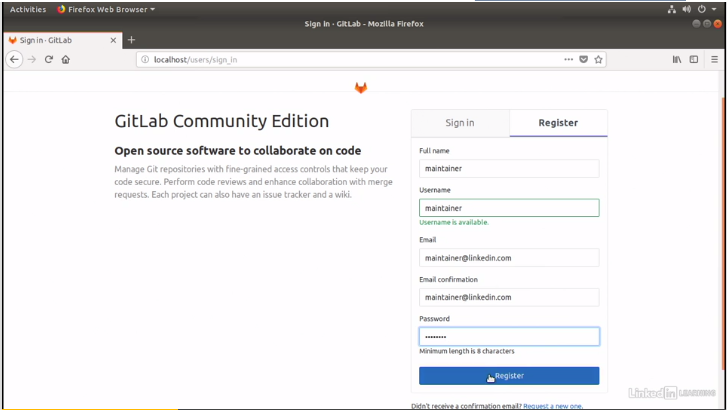 Activities Firefox Web Browser
Sign in · GitLab - Mozilla Firefox
Sign in · GitLab
localhost/users/sign_in
GitLab Community Edition
Open source software to collaborate on code
Manage Git repositories with fine-grained access controls that keep your
code secure. Perform code reviews and enhance collaboration with merge
requests. Each project can also have an issue tracker and a wiki.
Sign in Register
Full name
maintainer
Username
maintainer
Username is available.
Email
maintainer@linkedin.com
Email confirmation
maintainer@linkedin.com
Password
••••••••
Minimum length is 8 characters
Register
Didn't receive a confirmation email? Request a new one.
LinkedIn LEARNING